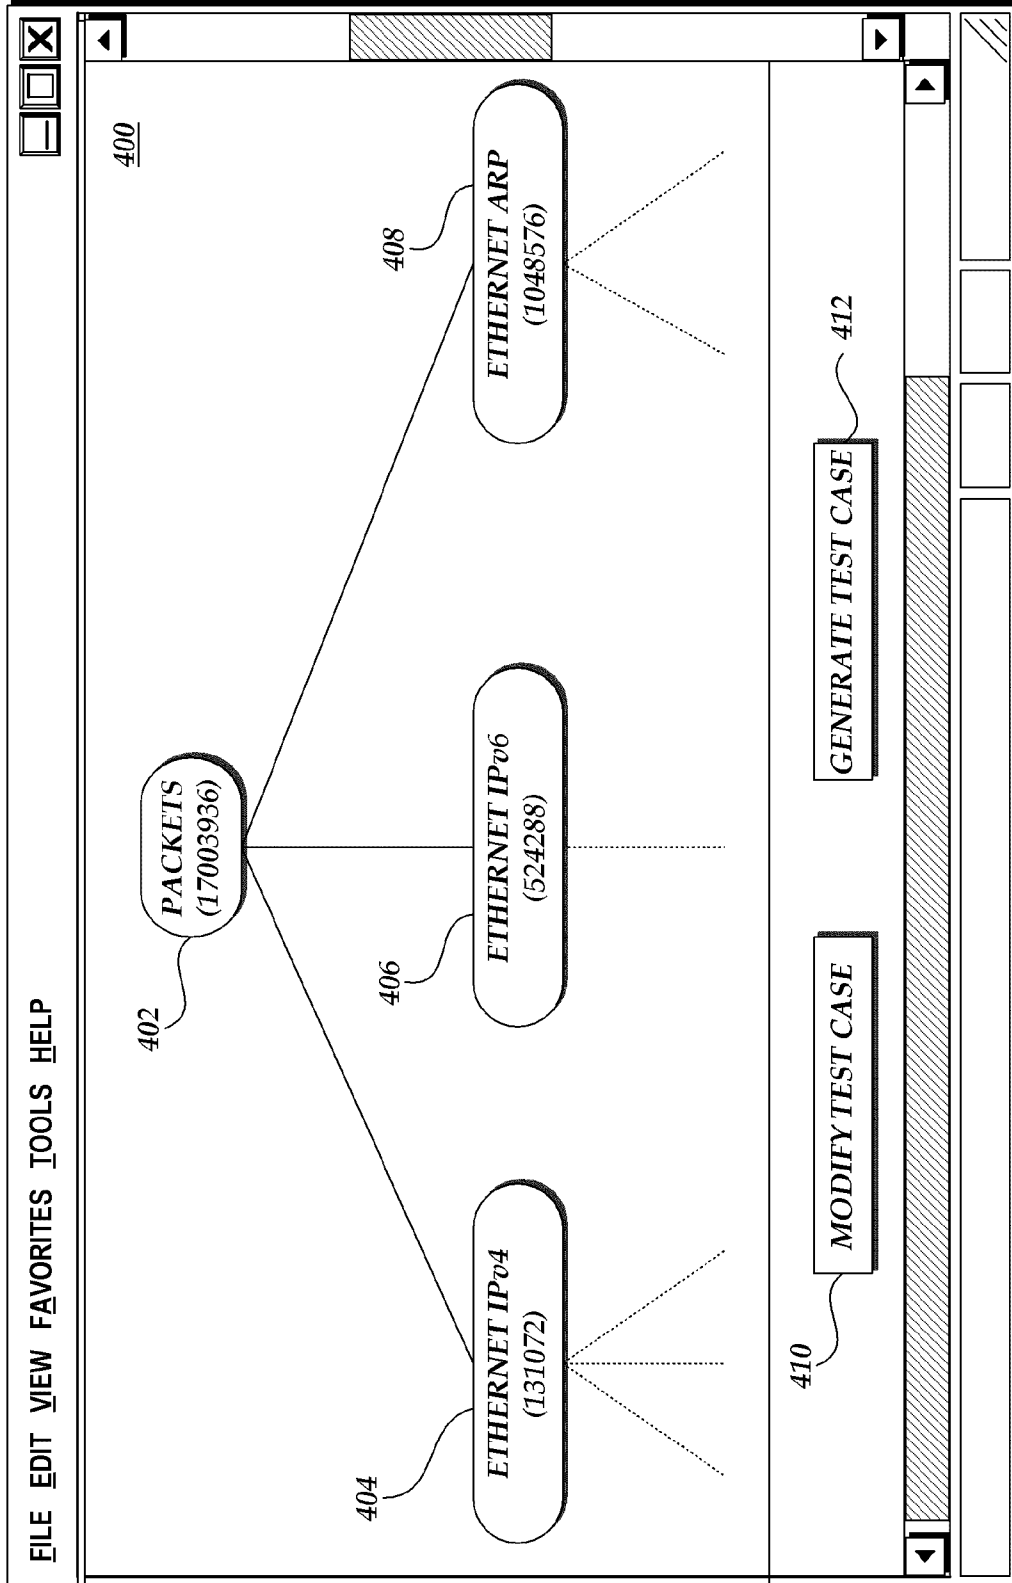 FILE EDIT VIEW FAVORITES TOOLS HELP
400
402
PACKETS
(17003936)
404
406
408
ETHERNET IPv4
(131072)
ETHERNET IPv6
(524288)
ETHERNET ARP
(1048576)
410
MODIFY TEST CASE
GENERATE TEST CASE
412